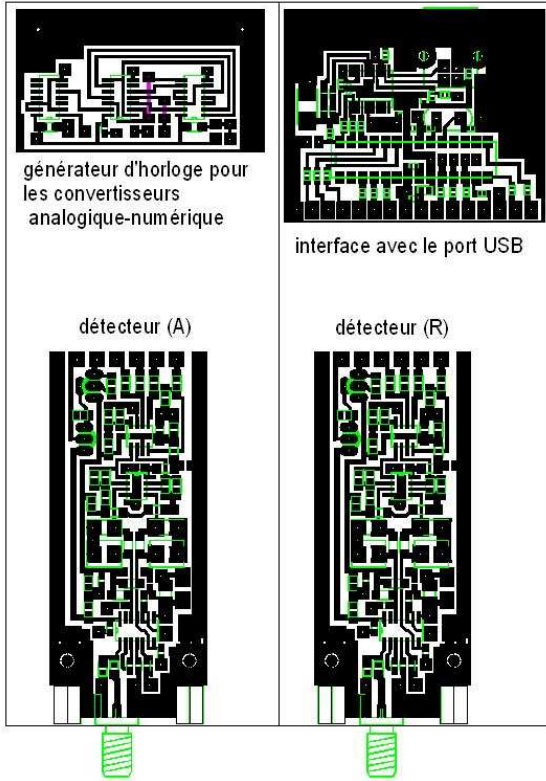 générateur d'horloge pour
les convertisseurs
analogique-numérique
interface avec le port USB
détecteur (A)
détecteur (R)